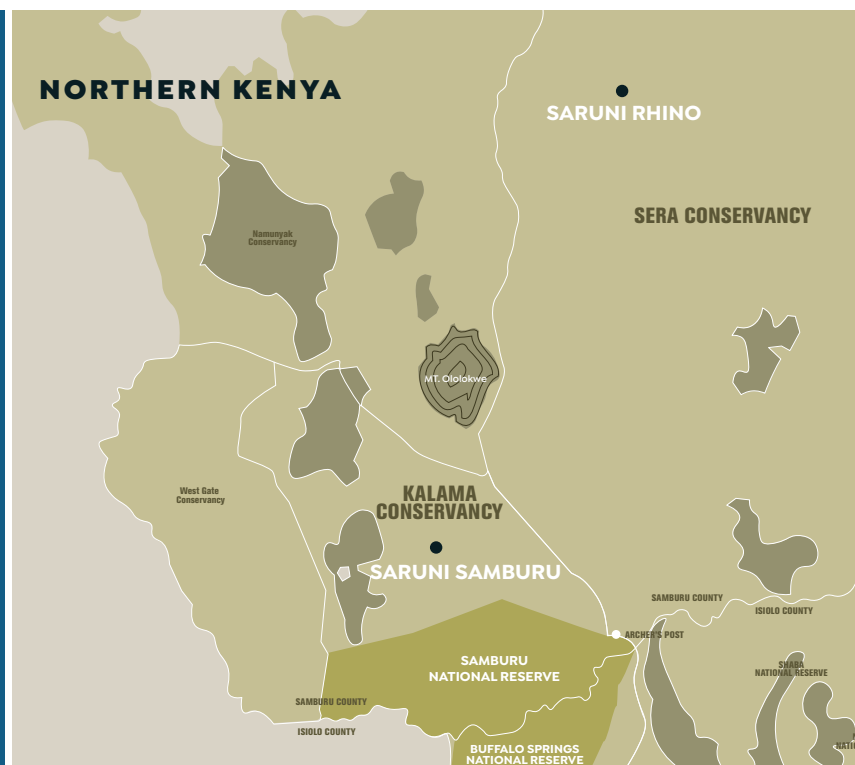 NORTHERN KENYA
SARUNI RHINO
SERA CONSERVANCY
Namunyak
Conservancy
MT. Ololokwe
West Gate
Conservancy
KALAMA
CONSERVANCY
SARUNI SAMBURU
SAMBURU COUNTY
ISIOLO COUNTY
ARCHER'S POST
SAMBURU
NATIONAL RESERVE
SHABA
NATIONAL RESERVE
SAMBURU COUNTY
ISIOLO COUNTY
BUFFALO SPRINGS
NATIONAL RESERVE